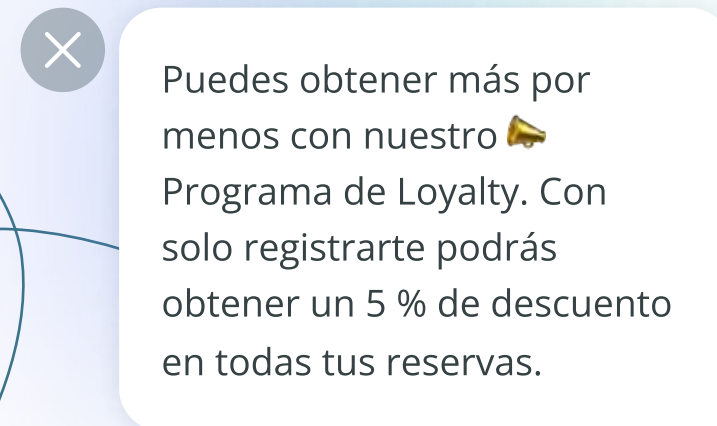 Puedes obtener más por
menos con nuestro 📣
Programa de Loyalty. Con
solo registrarte podrás
obtener un 5 % de descuento
en todas tus reservas.